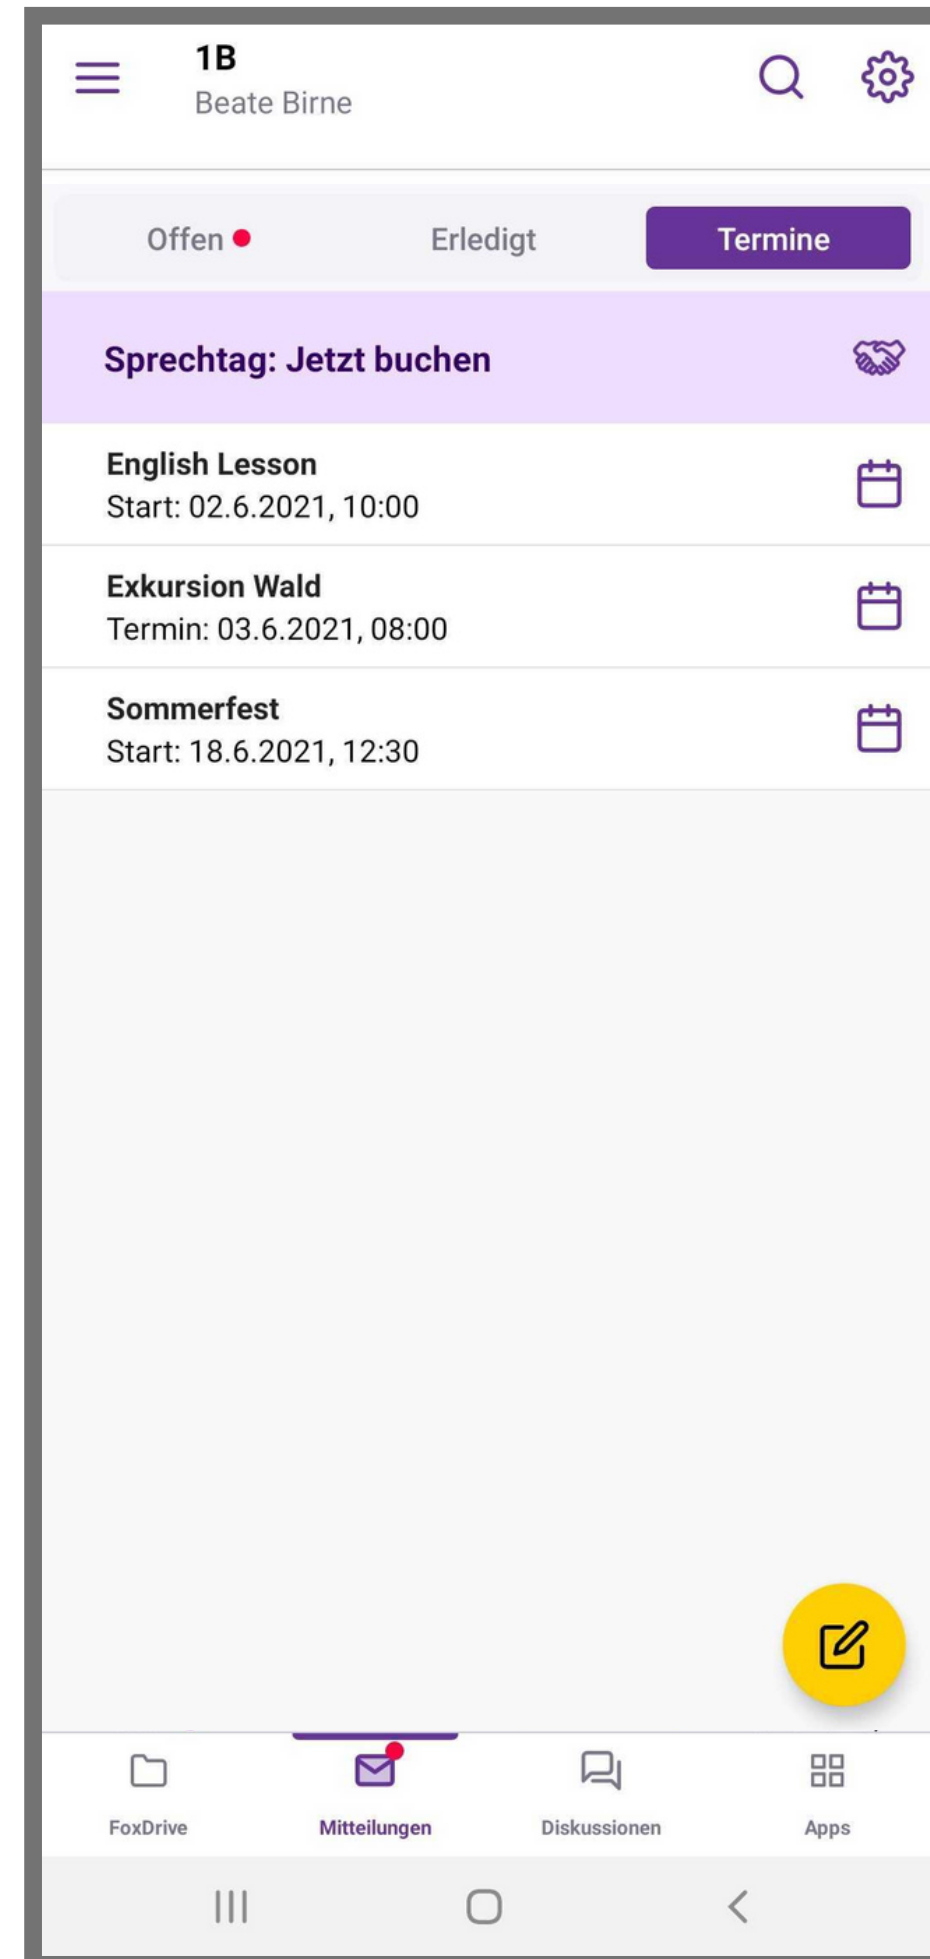 1B
Beate Birne
Offen
Erledigt
Termine
Sprechtag: Jetzt buchen
English Lesson
Start: 02.6.2021, 10:00
Exkursion Wald
Termin: 03.6.2021, 08:00
Sommerfest
Start: 18.6.2021, 12:30
FoxDrive
Mitteilungen
Diskussionen
Apps